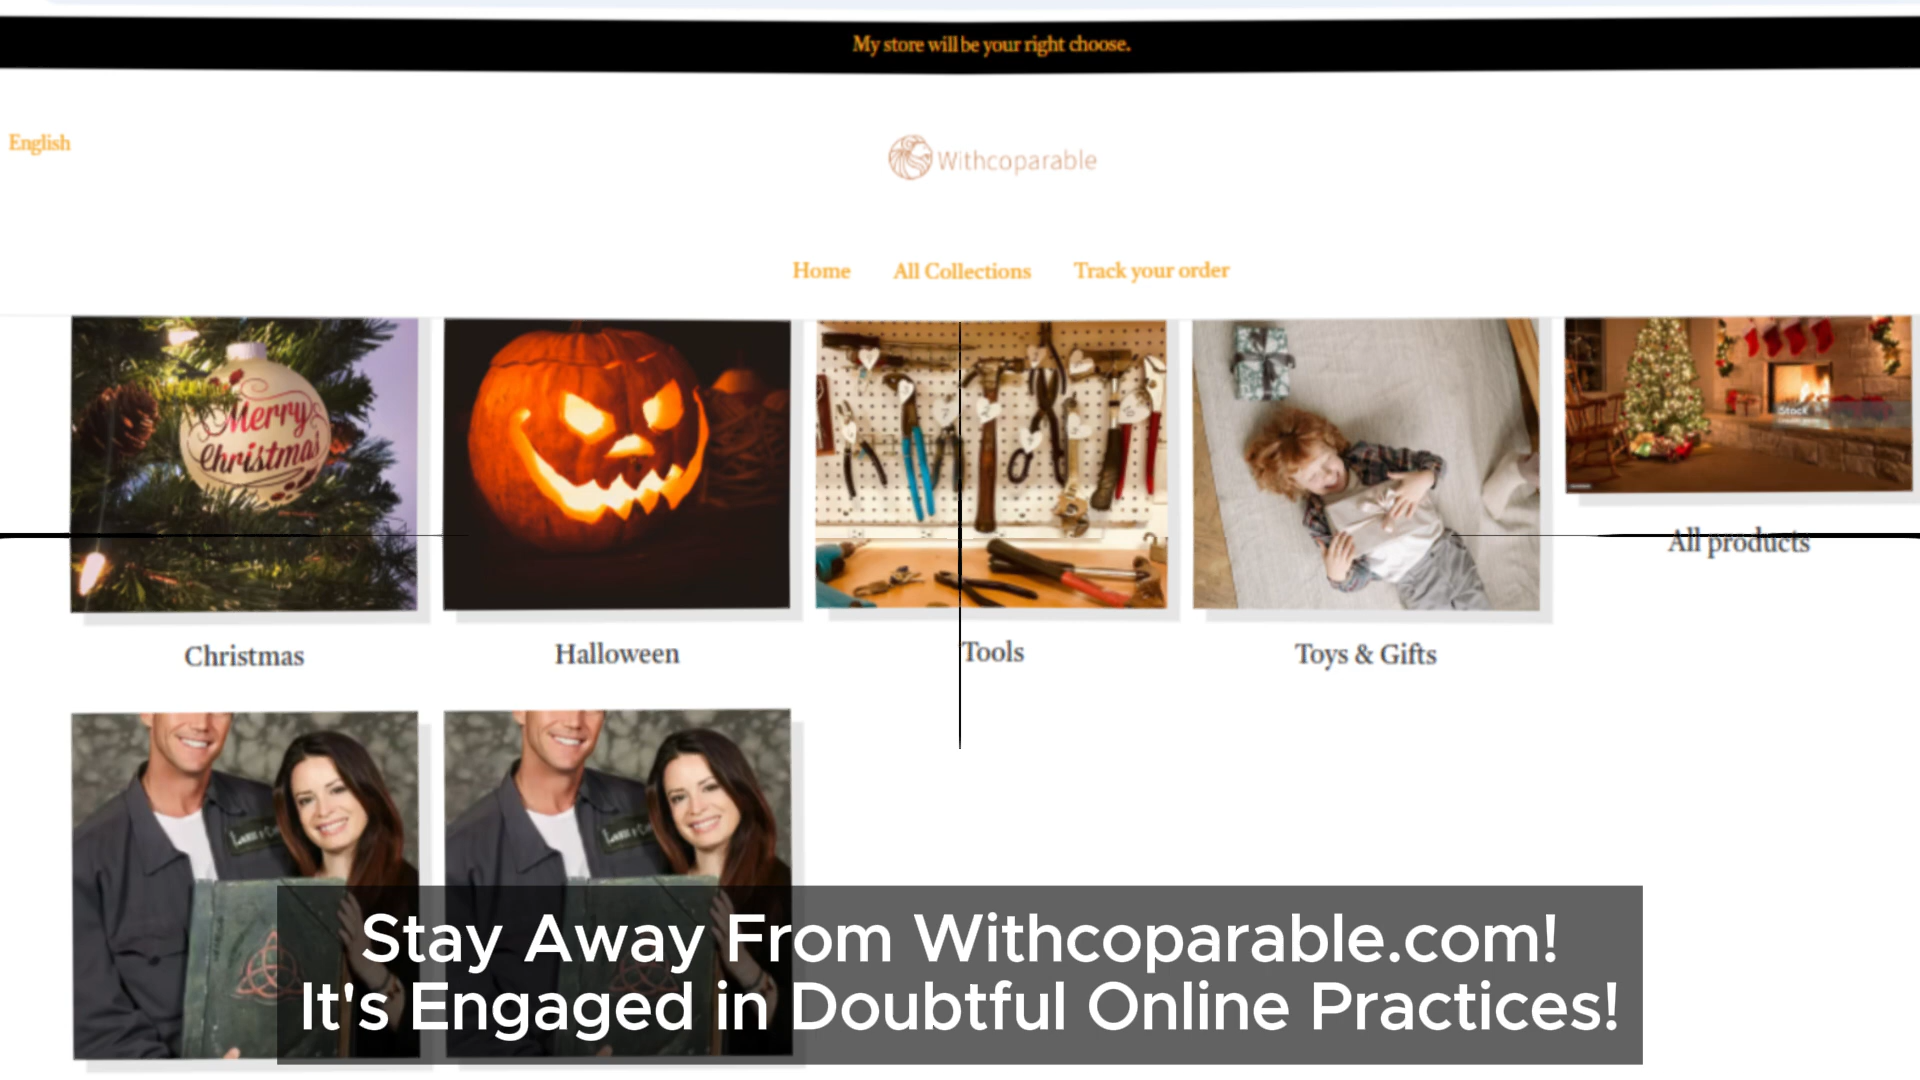 My store will be your right choose.
English
Withcoparable
Home
All Collections
Track your order
Merry
Christmas
Stock
All products
Christmas
Halloween
Tools
Toys & Gifts
Stay Away From Withcoparable.com!
It's Engaged in Doubtful Online Practices!